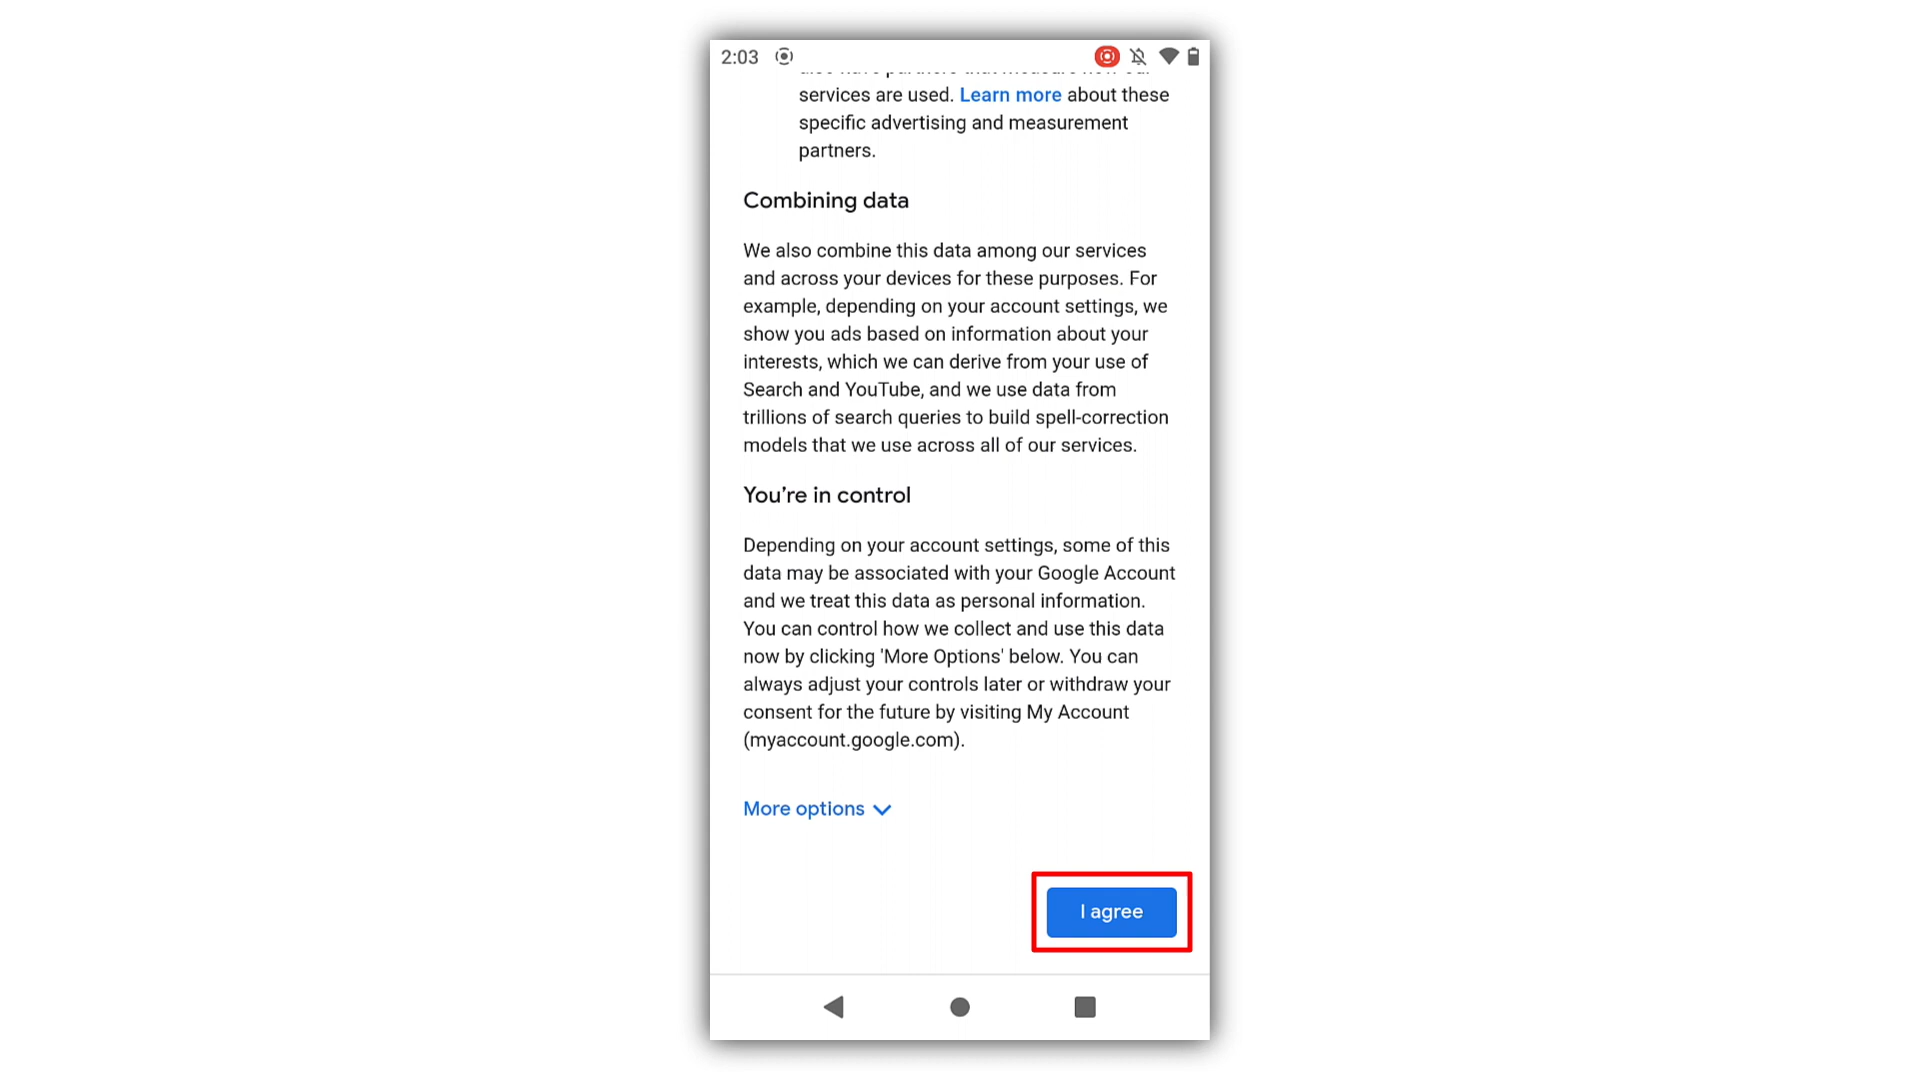 2:03
services are used. Learn more about these
specific advertising and measurement
partners.
Combining data
We also combine this data among our services
and across your devices for these purposes. For
example, depending on your account settings, we
show you ads based on information about your
interests, which we can derive from your use of
Search and YouTube, and we use data from
trillions of search queries to build spell-correction
models that we use across all of our services.
You’re in control
Depending on your account settings, some of this
data may be associated with your Google Account
and we treat this data as personal information.
You can control how we collect and use this data
now by clicking 'More Options' below. You can
always adjust your controls later or withdraw your
consent for the future by visiting My Account
(myaccount.google.com).
More options
I agree